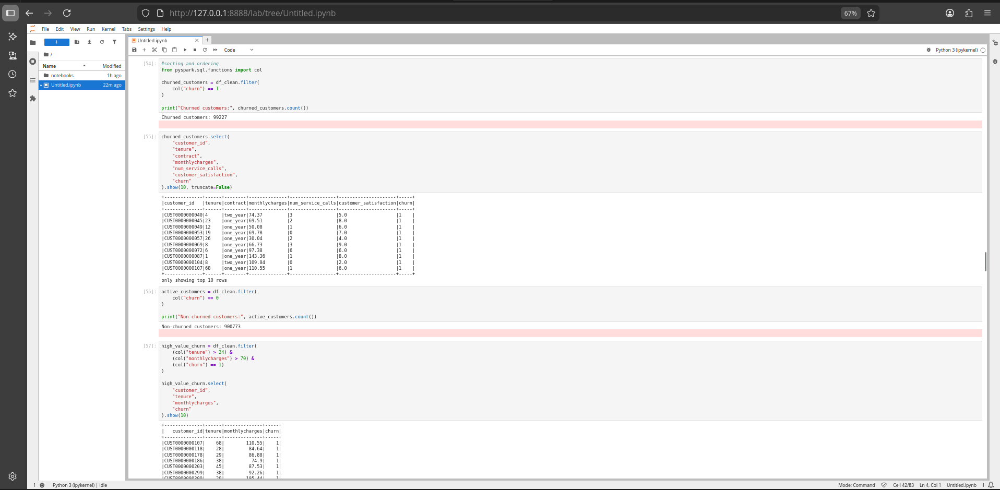 http://127.0.0.1:8888/lab/tree/Untitled.ipynb
67%
File Edit View Run Kernel Tabs Settings Help
+
/
Name Modified
notebooks 1h ago
Untitled.ipynb 22m ago
Untitled.ipynb
Code
Python 3 (ipykernel)
[54]:
#sorting and ordering
from pyspark.sql.functions import col

churned_customers = df_clean.filter(
    col("churn") == 1
)

print("Churned customers:", churned_customers.count())
Churned customers: 99227
[55]:
churned_customers.select(
    "customer_id",
    "tenure",
    "contract",
    "monthlycharges",
    "num_service_calls",
    "customer_satisfaction",
    "churn"
).show(10, truncate=False)
+--------------+------+--------+--------------+-----------------+---------------------+-----+
|customer_id   |tenure|contract|monthlycharges|num_service_calls|customer_satisfaction|churn|
+--------------+------+--------+--------------+-----------------+---------------------+-----+
|CUST0000000040|4     |two_year|74.37         |3                |5.0                  |1    |
|CUST0000000045|23    |one_year|69.51         |2                |8.0                  |1    |
|CUST0000000049|12    |one_year|50.08         |1                |6.0                  |1    |
|CUST0000000053|19    |one_year|69.78         |0                |7.0                  |1    |
|CUST0000000057|26    |one_year|30.04         |2                |4.0                  |1    |
|CUST0000000069|8     |one_year|66.73         |3                |9.0                  |1    |
|CUST0000000072|6     |one_year|97.38         |6                |6.0                  |1    |
|CUST0000000087|1     |one_year|143.36        |1                |8.0                  |1    |
|CUST0000000104|8     |two_year|109.04        |0                |2.0                  |1    |
|CUST0000000107|68    |one_year|110.55        |1                |6.0                  |1    |
+--------------+------+--------+--------------+-----------------+---------------------+-----+
only showing top 10 rows
[56]:
active_customers = df_clean.filter(
    col("churn") == 0
)

print("Non-churned customers:", active_customers.count())
Non-churned customers: 900773
[57]:
high_value_churn = df_clean.filter(
    (col("tenure") > 24) &
    (col("monthlycharges") > 70) &
    (col("churn") == 1)
)

high_value_churn.select(
    "customer_id",
    "tenure",
    "monthlycharges",
    "churn"
).show(10)
+--------------+------+--------------+-----+
|   customer_id|tenure|monthlycharges|churn|
+--------------+------+--------------+-----+
|CUST0000000107|    68|        110.55|    1|
|CUST0000000118|    28|         84.64|    1|
|CUST0000000178|    29|         86.88|    1|
|CUST0000000186|    38|          74.9|    1|
|CUST0000000203|    45|         87.53|    1|
|CUST0000000299|    38|         92.26|    1|
1 Python 3 (ipykernel) | Idle
Mode: Command Cell 42/83 Ln 4, Col 1 Untitled.ipynb 1